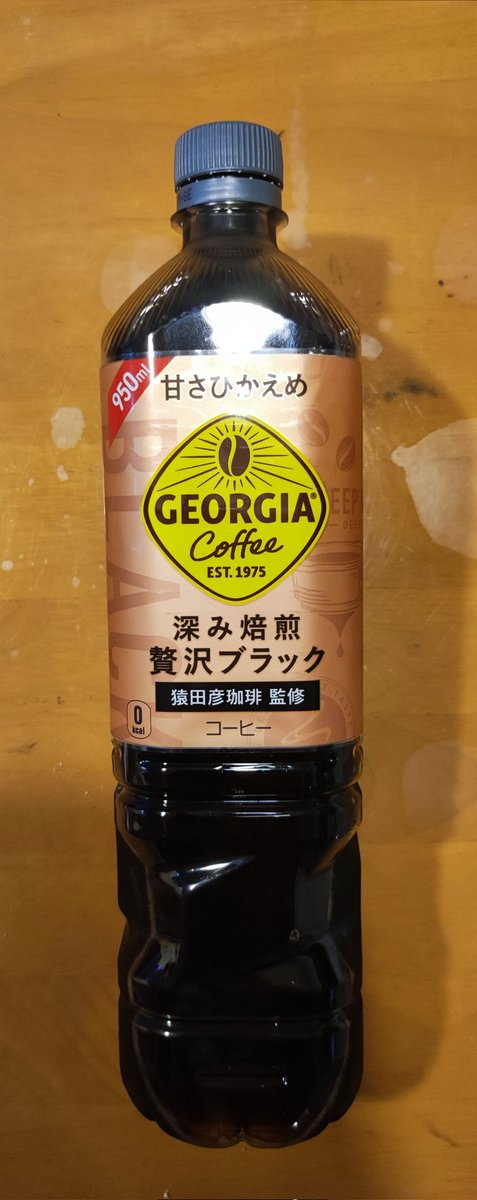 950ml
甘さひかえめ
BLACK
GEORGIA®
Coffee
EST. 1975
深み焙煎
贅沢ブラック
猿田彦珈琲 監修
0
kcal
コーヒー